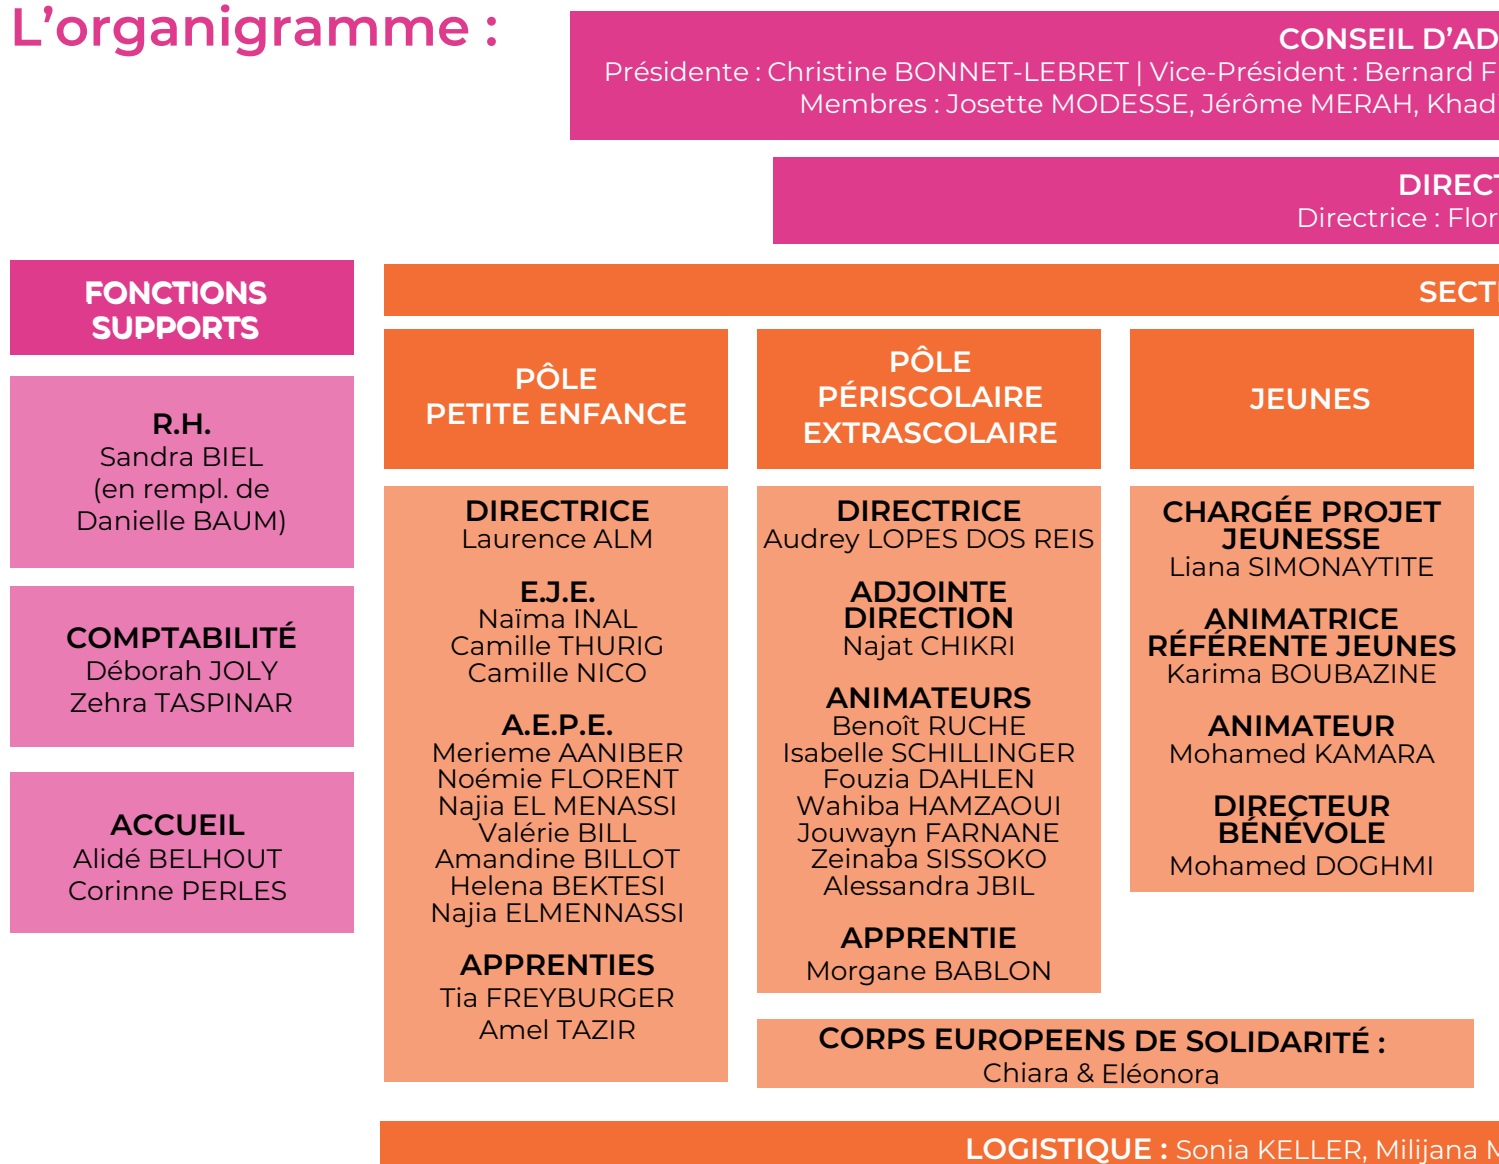 L'organigramme :
CONSEIL D'AD
Présidente : Christine BONNET-LEBRET | Vice-Président : Bernard F
Membres : Josette MODESSE, Jérôme MERAH, Khad
DIRECT
Directrice : Flor
FONCTIONS
SUPPORTS
R.H.
Sandra BIEL
(en rempl. de
Danielle BAUM)
COMPTABILITÉ
Déborah JOLY
Zehra TASPINAR
ACCUEIL
Alidé BELHOUT
Corinne PERLES
SECTI
PÔLE
PETITE ENFANCE
DIRECTRICE
Laurence ALM
E.J.E.
Naïma INAL
Camille THURIG
Camille NICO
A.E.P.E.
Merieme AANIBER
Noémie FLORENT
Najia EL MENASSI
Valérie BILL
Amandine BILLOT
Helena BEKTESI
Najia ELMENNASSI
APPRENTIES
Tia FREYBURGER
Amel TAZIR
PÔLE
PÉRISCOLAIRE
EXTRASCOLAIRE
DIRECTRICE
Audrey LOPES DOS REIS
ADJOINTE
DIRECTION
Najat CHIKRI
ANIMATEURS
Benoît RUCHE
Isabelle SCHILLINGER
Fouzia DAHLEN
Wahiba HAMZAOUI
Jouwayn FARNANE
Zeinaba SISSOKO
Alessandra JBIL
APPRENTIE
Morgane BABLON
JEUNES
CHARGÉE PROJET
JEUNESSE
Liana SIMONAYTITE
ANIMATRICE
RÉFÉRENTE JEUNES
Karima BOUBAZINE
ANIMATEUR
Mohamed KAMARA
DIRECTEUR
BÉNÉVOLE
Mohamed DOGHMI
CORPS EUROPEENS DE SOLIDARITÉ :
Chiara & Eléonora
LOGISTIQUE : Sonia KELLER, Milijana M